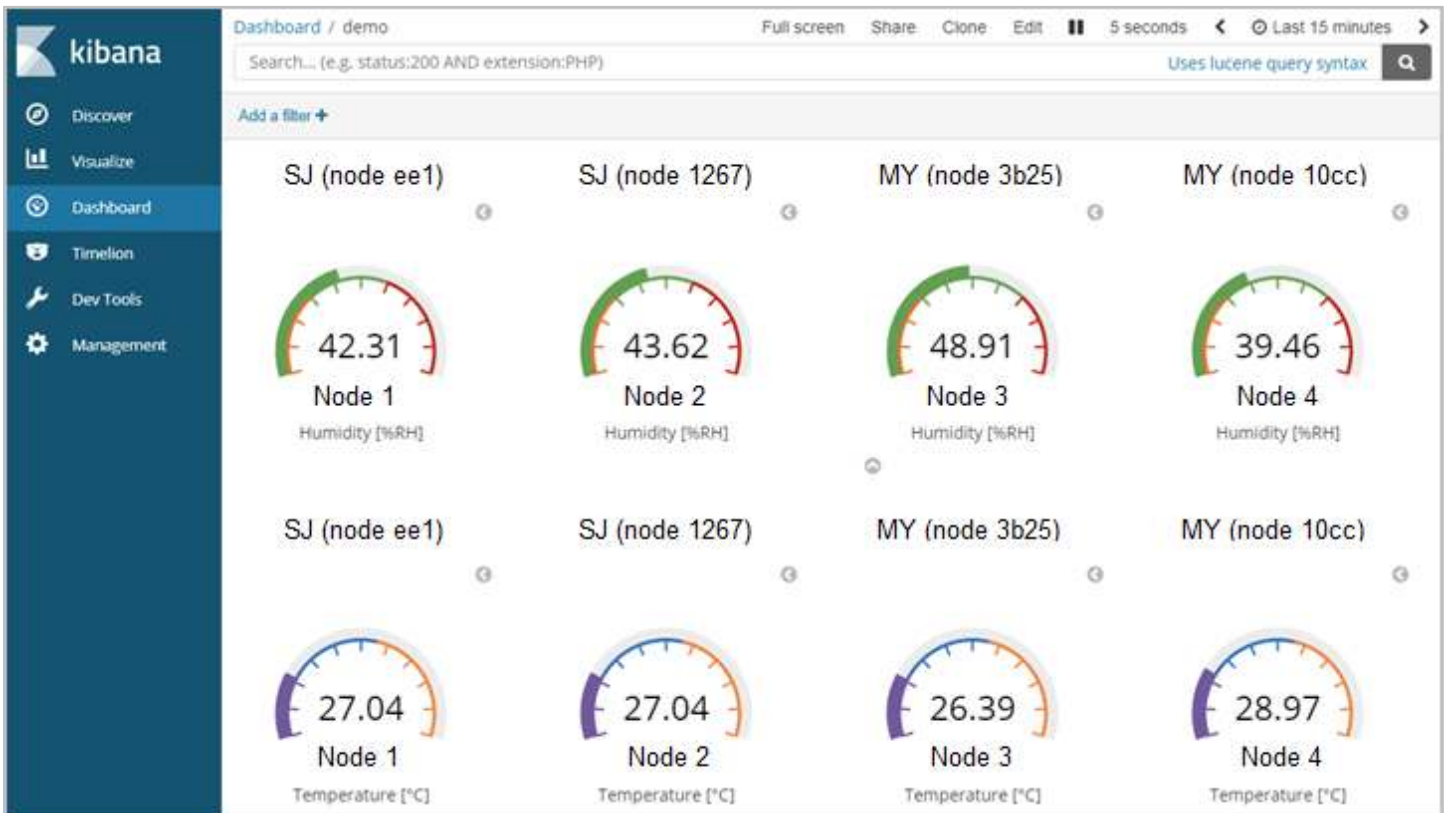 kibana
Discover
Visualize
Dashboard
Timelion
Dev Tools
Management
Dashboard / demo
Full screen Share Clone Edit 5 seconds Last 15 minutes
Search... (e.g. status:200 AND extension:PHP) Uses lucene query syntax
Add a filter +
SJ (node ee1) SJ (node 1267) MY (node 3b25) MY (node 10cc)
42.31 43.62 48.91 39.46
Node 1 Node 2 Node 3 Node 4
Humidity [%RH] Humidity [%RH] Humidity [%RH] Humidity [%RH]
SJ (node ee1) SJ (node 1267) MY (node 3b25) MY (node 10cc)
27.04 27.04 26.39 28.97
Node 1 Node 2 Node 3 Node 4
Temperature [°C] Temperature [°C] Temperature [°C] Temperature [°C]